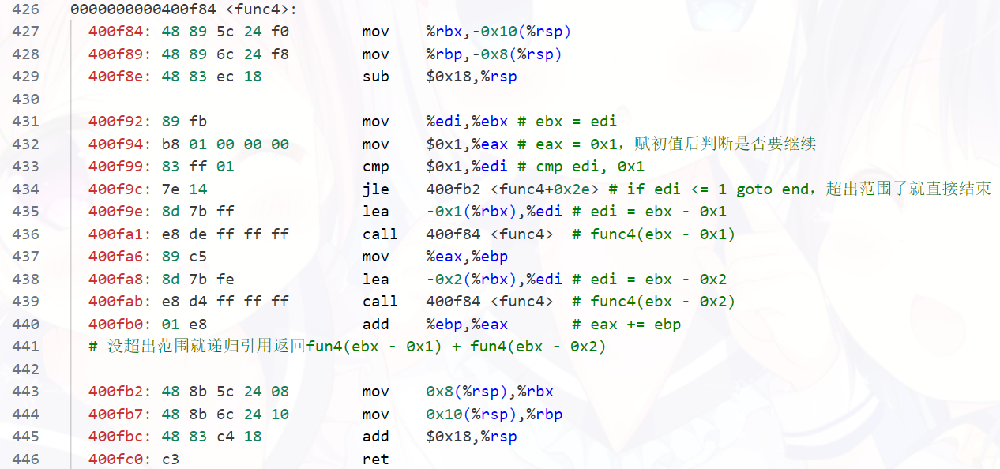 426 0000000000400f84 <func4>:
427 400f84: 48 89 5c 24 f0 mov %rbx,-0x10(%rsp)
428 400f89: 48 89 6c 24 f8 mov %rbp,-0x8(%rsp)
429 400f8e: 48 83 ec 18 sub $0x18,%rsp
430
431 400f92: 89 fb mov %edi,%ebx # ebx = edi
432 400f94: b8 01 00 00 00 mov $0x1,%eax # eax = 0x1，赋初值后判断是否要继续
433 400f99: 83 ff 01 cmp $0x1,%edi # cmp edi, 0x1
434 400f9c: 7e 14 jle 400fb2 <func4+0x2e> # if edi <= 1 goto end，超出范围了就直接结束
435 400f9e: 8d 7b ff lea -0x1(%rbx),%edi # edi = ebx - 0x1
436 400fa1: e8 de ff ff ff call 400f84 <func4> # func4(ebx - 0x1)
437 400fa6: 89 c5 mov %eax,%ebp
438 400fa8: 8d 7b fe lea -0x2(%rbx),%edi # edi = ebx - 0x2
439 400fab: e8 d4 ff ff ff call 400f84 <func4> # func4(ebx - 0x2)
440 400fb0: 01 e8 add %ebp,%eax # eax += ebp
441 # 没超出范围就递归引用返回fun4(ebx - 0x1) + fun4(ebx - 0x2)
442
443 400fb2: 48 8b 5c 24 08 mov 0x8(%rsp),%rbx
444 400fb7: 48 8b 6c 24 10 mov 0x10(%rsp),%rbp
445 400fbc: 48 83 c4 18 add $0x18,%rsp
446 400fc0: c3 ret